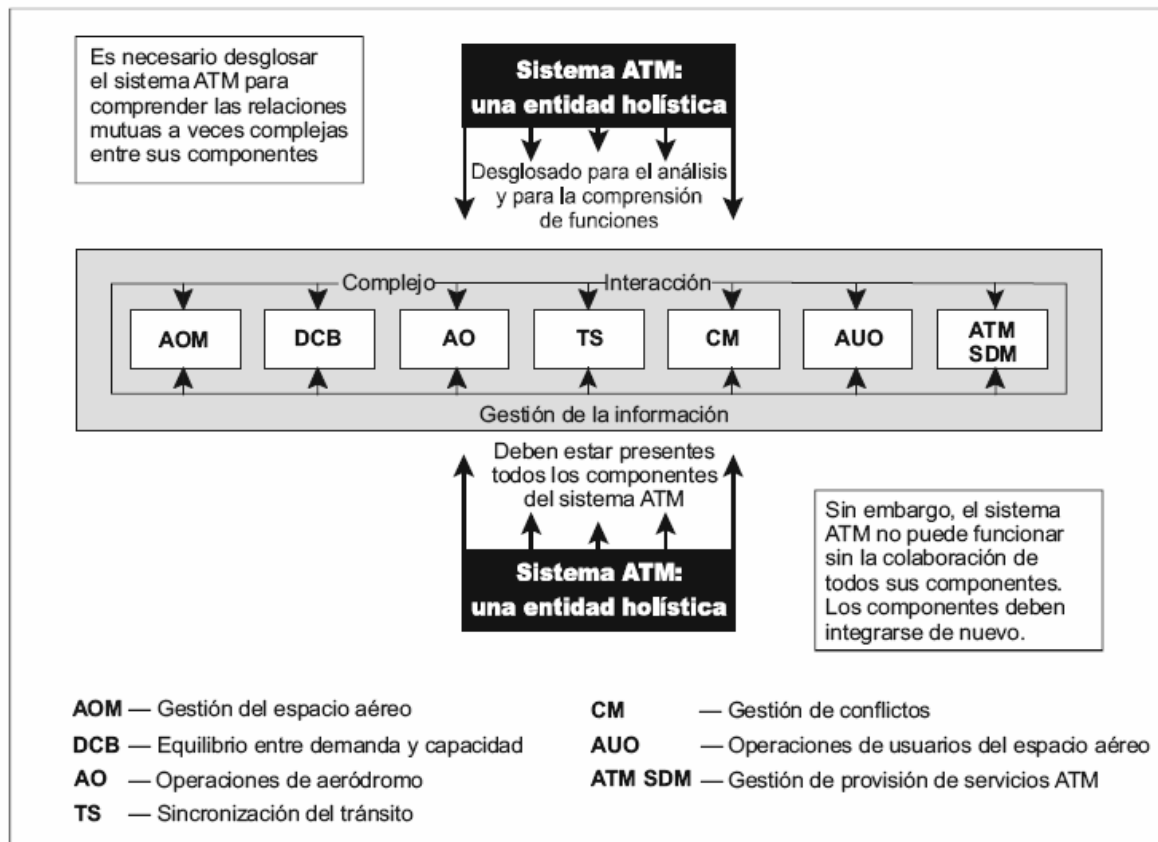 Es necesario desglosar
el sistema ATM para
comprender las relaciones
mutuas a veces complejas
entre sus componentes
Sistema ATM:
una entidad holística
Desglosado para el análisis
y para la comprensión
de funciones
Complejo
Interacción
AOM
DCB
AO
TS
CM
AUO
ATM
SDM
Gestión de la información
Deben estar presentes
todos los componentes
del sistema ATM
Sistema ATM:
una entidad holística
Sin embargo, el sistema
ATM no puede funcionar
sin la colaboración de
todos sus componentes.
Los componentes deben
integrarse de nuevo.
AOM — Gestión del espacio aéreo
DCB — Equilibrio entre demanda y capacidad
AO — Operaciones de aeródromo
TS — Sincronización del tránsito
CM — Gestión de conflictos
AUO — Operaciones de usuarios del espacio aéreo
ATM SDM — Gestión de provisión de servicios ATM